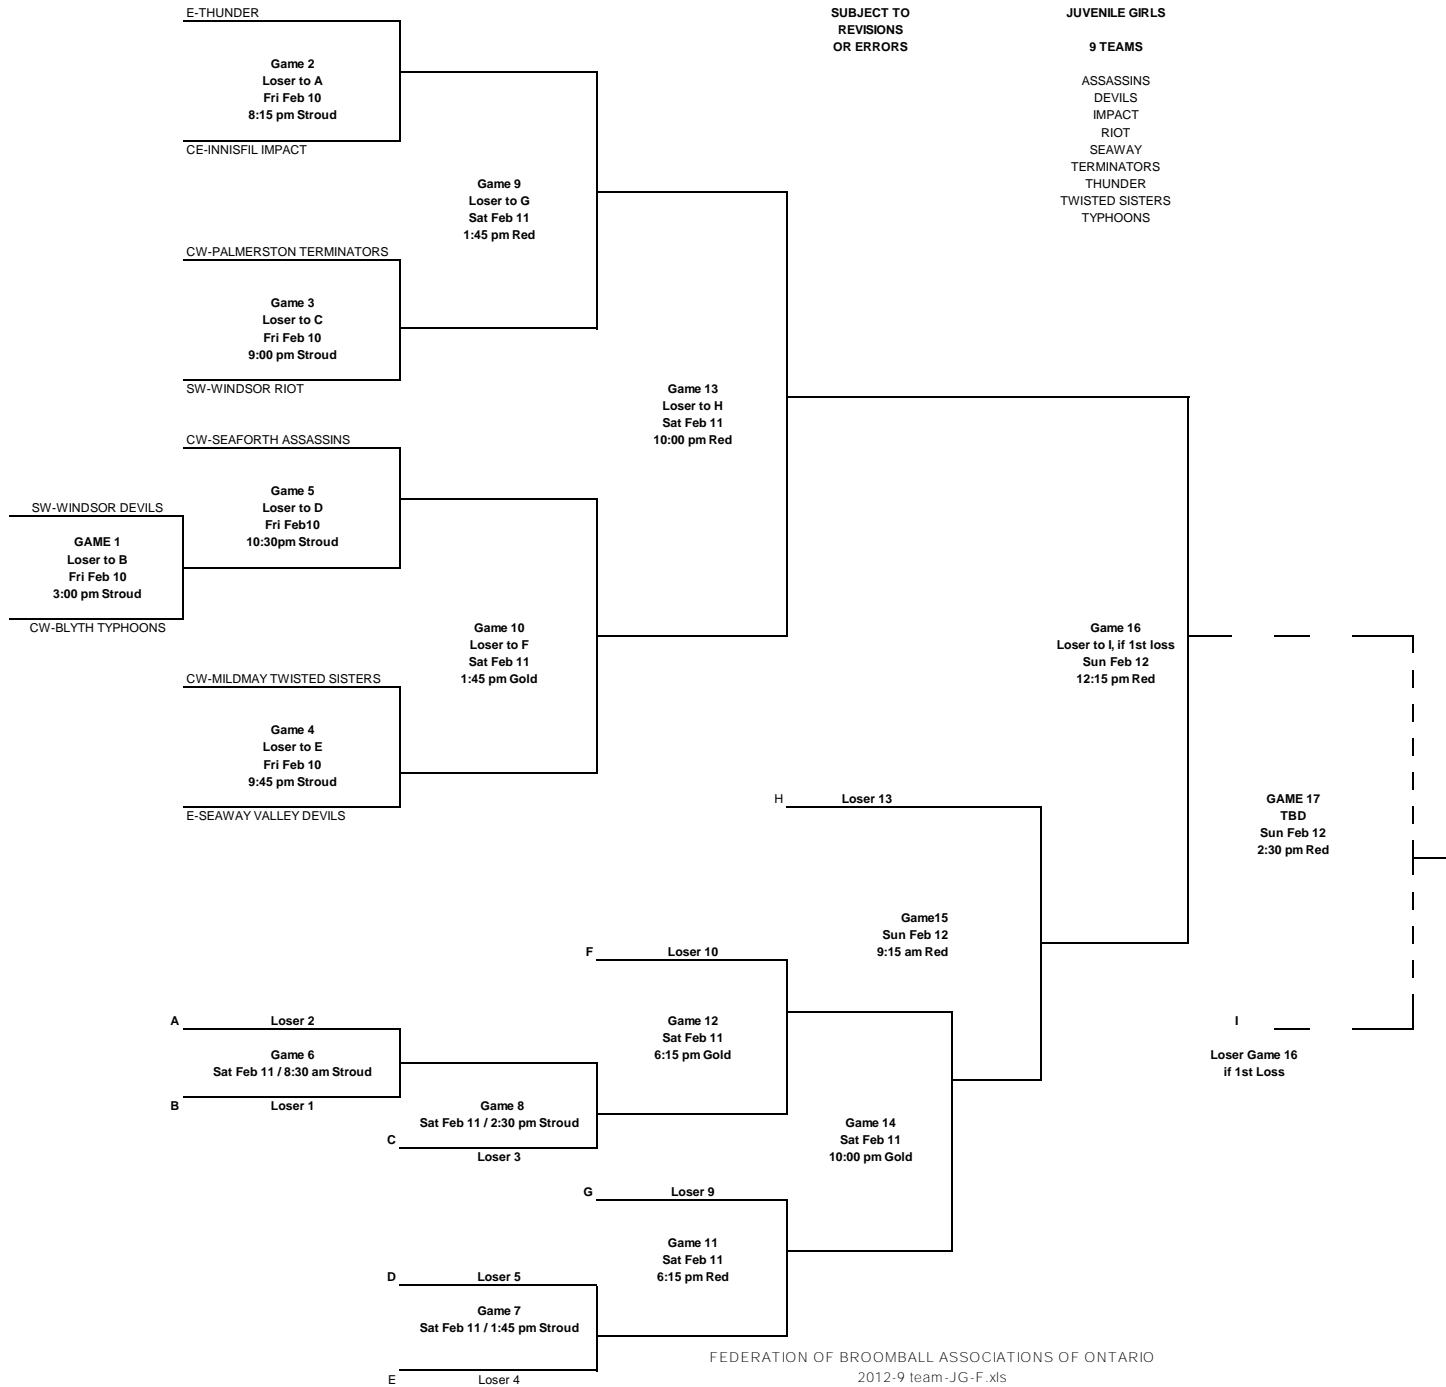 E-THUNDER
Game 2
Loser to A
Fri Feb 10
8:15 pm Stroud
CE-INNISFIL IMPACT
SUBJECT TO
REVISIONS
OR ERRORS
JUVENILE GIRLS
9 TEAMS
ASSASSINS
DEVILS
IMPACT
RIOT
SEAWAY
TERMINATORS
THUNDER
TWISTED SISTERS
TYPHOONS
Game 9
Loser to G
Sat Feb 11
1:45 pm Red
CW-PALMERSTON TERMINATORS
Game 3
Loser to C
Fri Feb 10
9:00 pm Stroud
SW-WINDSOR RIOT
Game 13
Loser to H
Sat Feb 11
10:00 pm Red
CW-SEAFORTH ASSASSINS
Game 5
Loser to D
Fri Feb10
10:30pm Stroud
SW-WINDSOR DEVILS
GAME 1
Loser to B
Fri Feb 10
3:00 pm Stroud
CW-BLYTH TYPHOONS
Game 10
Loser to F
Sat Feb 11
1:45 pm Gold
Game 16
Loser to I, if 1st loss
Sun Feb 12
12:15 pm Red
CW-MILDMAY TWISTED SISTERS
Game 4
Loser to E
Fri Feb 10
9:45 pm Stroud
E-SEAWAY VALLEY DEVILS
H Loser 13
GAME 17
TBD
Sun Feb 12
2:30 pm Red
Game15
Sun Feb 12
9:15 am Red
F Loser 10
Game 12
Sat Feb 11
6:15 pm Gold
A Loser 2
Game 6
Sat Feb 11 / 8:30 am Stroud
B Loser 1
I
Loser Game 16
if 1st Loss
Game 8
Sat Feb 11 / 2:30 pm Stroud
C
Loser 3
Game 14
Sat Feb 11
10:00 pm Gold
G Loser 9
Game 11
Sat Feb 11
6:15 pm Red
D Loser 5
Game 7
Sat Feb 11 / 1:45 pm Stroud
E Loser 4
FEDERATION OF BROOMBALL ASSOCIATIONS OF ONTARIO
2012-9 team-JG-F.xls